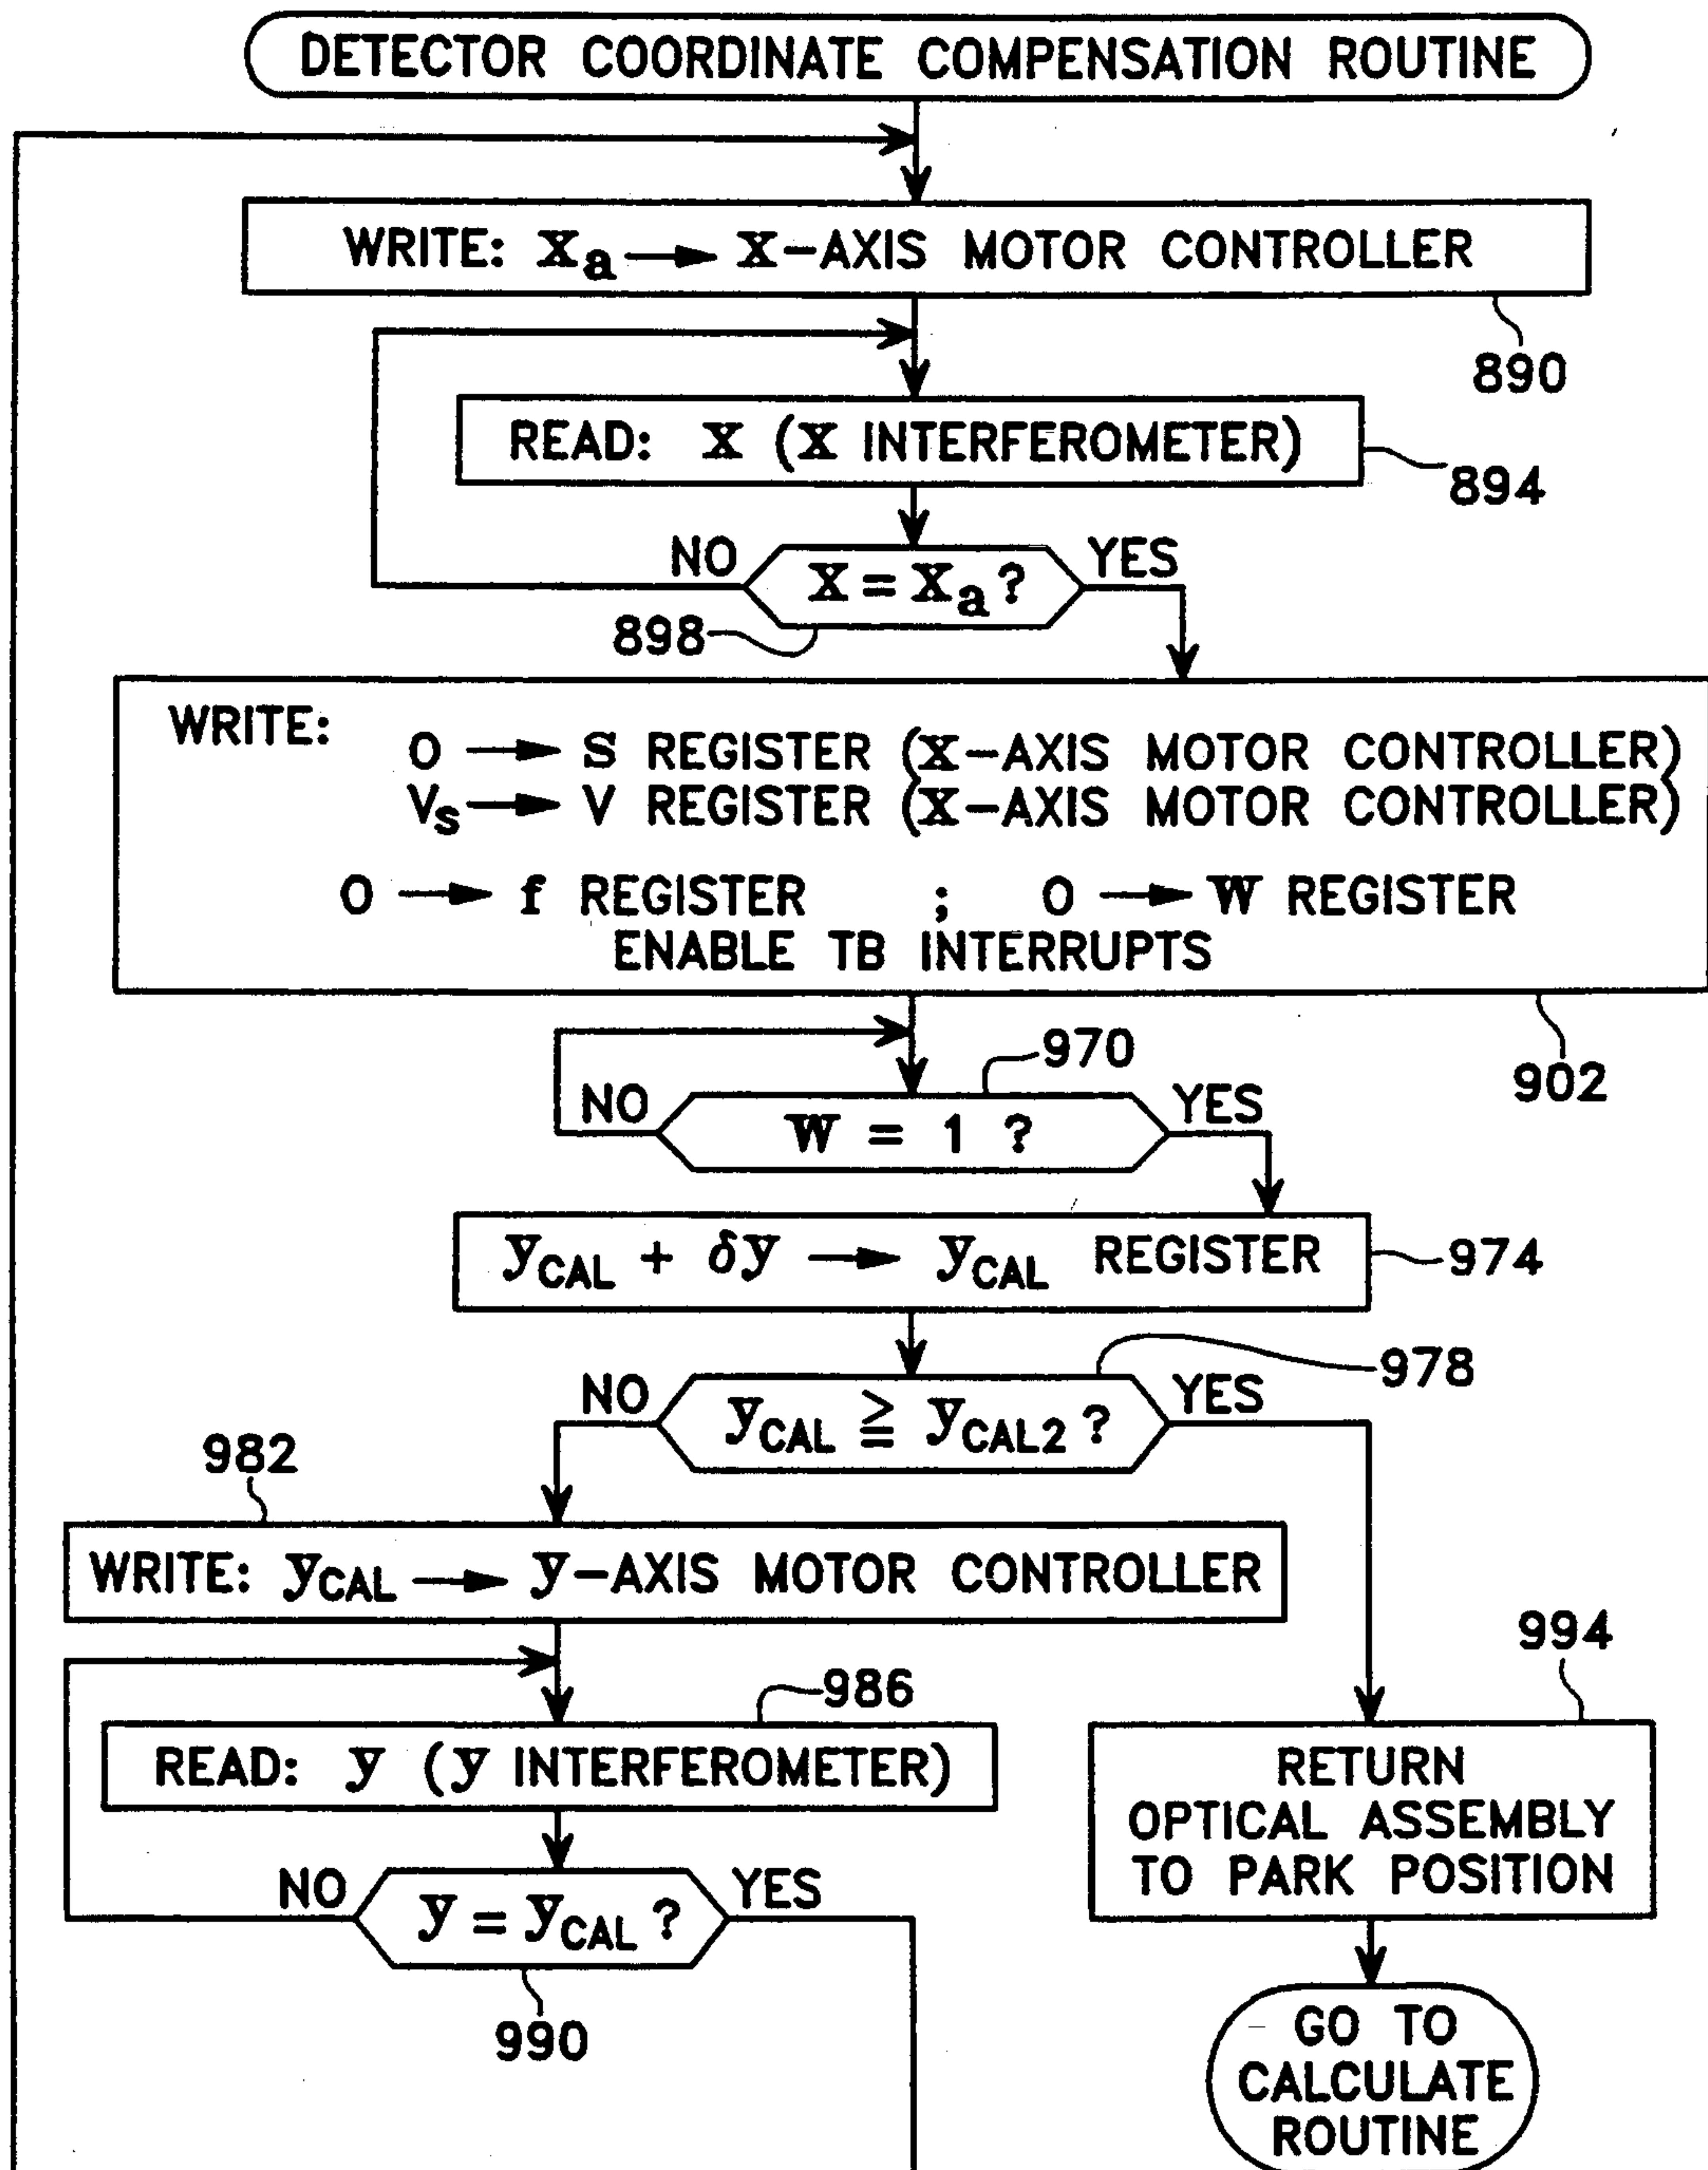 DETECTOR COORDINATE COMPENSATION ROUTINE
WRITE: Xa → X-AXIS MOTOR CONTROLLER
890
READ: X (X INTERFEROMETER)
894
NO
YES
X = Xa ?
898
WRITE:
0 → S REGISTER (X-AXIS MOTOR CONTROLLER)
Vs → V REGISTER (X-AXIS MOTOR CONTROLLER)
0 → f REGISTER ; 0 → W REGISTER
ENABLE TB INTERRUPTS
902
970
NO
YES
W = 1 ?
yCAL + δy → yCAL REGISTER
974
978
NO
YES
yCAL ≧ yCAL2 ?
982
WRITE: yCAL → y-AXIS MOTOR CONTROLLER
994
986
READ: y (y INTERFEROMETER)
RETURN
OPTICAL ASSEMBLY
TO PARK POSITION
NO
YES
y = yCAL ?
990
GO TO
CALCULATE
ROUTINE